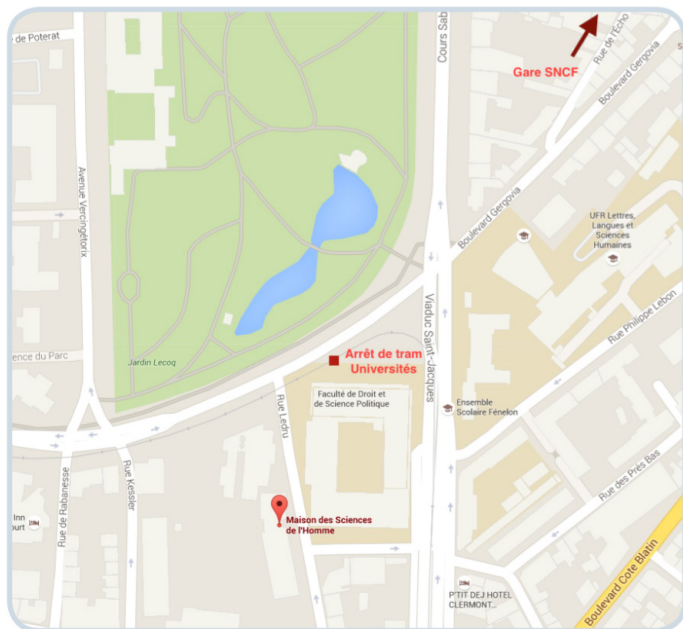 de Poterat
Cours Sab
Rue de l'Echo
Gare SNCF
Boulevard Gergovia
Avenue Vercingétorix
UFR Lettres,
Langues et
Sciences
Humaines
Boulevard Gergovia
Viaduc Saint-Jacques
Rue Philippe Lebon
ence du Parc
Jardin Lecoq
Arrêt de tram
Universités
Faculté de Droit et
de Science Politique
Ensemble
Scolaire Fénelon
Rue Ledru
Rue de Rabanesse
Rue Kessler
Rue des Près Bas
Inn
ourt
Maison des Sciences
de l'Homme
Boulevard Cote Blatin
P'TIT DEJ HOTEL
CLERMONT...